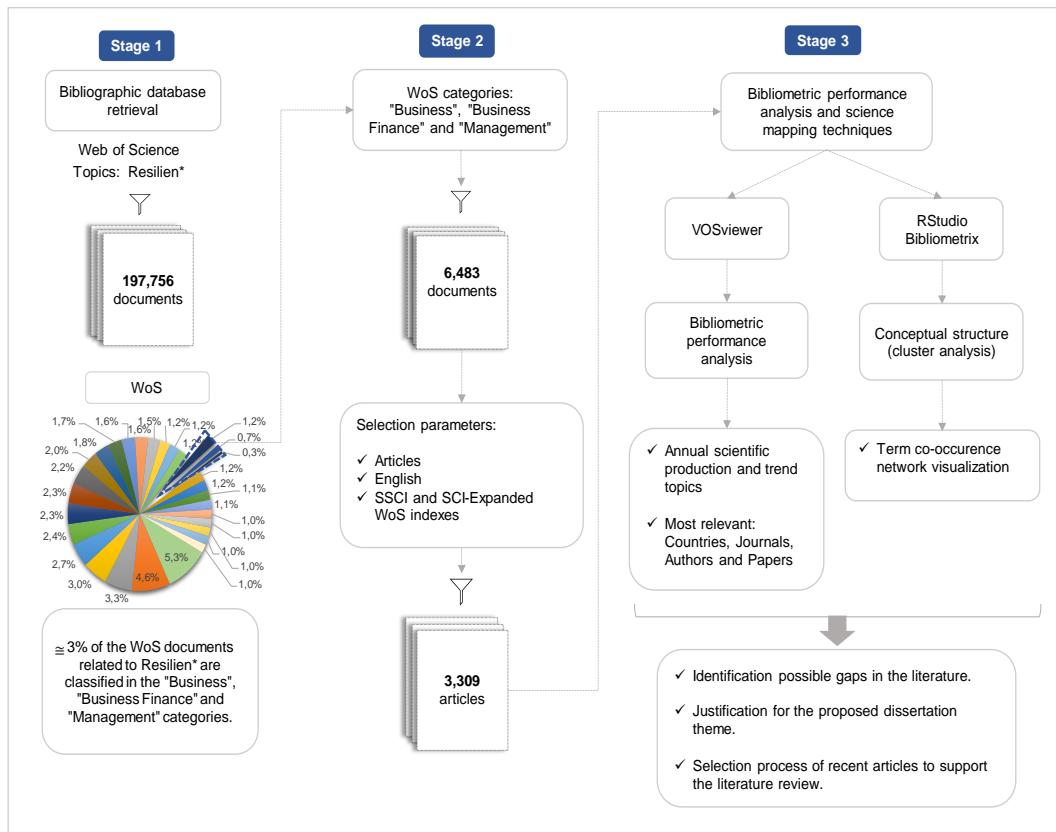 Stage 1
Bibliographic database
retrieval
Web of Science
Topics: Resilien*
197,756
documents
WoS
1,7%
1,6%
1,6%
1,5%
1,2%
1,2%
1,2%
1,2%
0,7%
0,3%
1,2%
1,2%
1,1%
1,1%
1,0%
1,0%
1,0%
1,0%
1,0%
5,3%
4,6%
3,3%
3,0%
2,7%
2,4%
2,3%
2,3%
2,2%
2,0%
1,8%
≅ 3% of the WoS documents
related to Resilien* are
classified in the "Business",
"Business Finance" and
"Management" categories.
Stage 2
WoS categories:
"Business", "Business
Finance" and "Management"
6,483
documents
Selection parameters:
✓ Articles
✓ English
✓ SSCI and SCI-Expanded
WoS indexes
3,309
articles
Stage 3
Bibliometric performance
analysis and science
mapping techniques
VOSviewer
Bibliometric
performance
analysis
✓ Annual scientific
production and trend
topics
✓ Most relevant:
Countries, Journals,
Authors and Papers
RStudio
Bibliometrix
Conceptual structure
(cluster analysis)
✓ Term co-occurence
network visualization
✓ Identification possible gaps in the literature.
✓ Justification for the proposed dissertation
theme.
✓ Selection process of recent articles to support
the literature review.